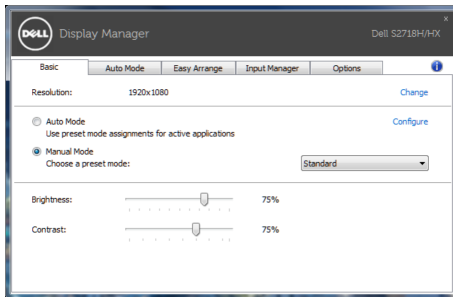 DELL Display Manager Dell S2718H/HX
x
Basic Auto Mode Easy Arrange Input Manager Options i
Resolution: 1920x1080 Change
Auto Mode Configure
Use preset mode assignments for active applications
Manual Mode
Choose a preset mode: Standard
Brightness: 75%
Contrast: 75%